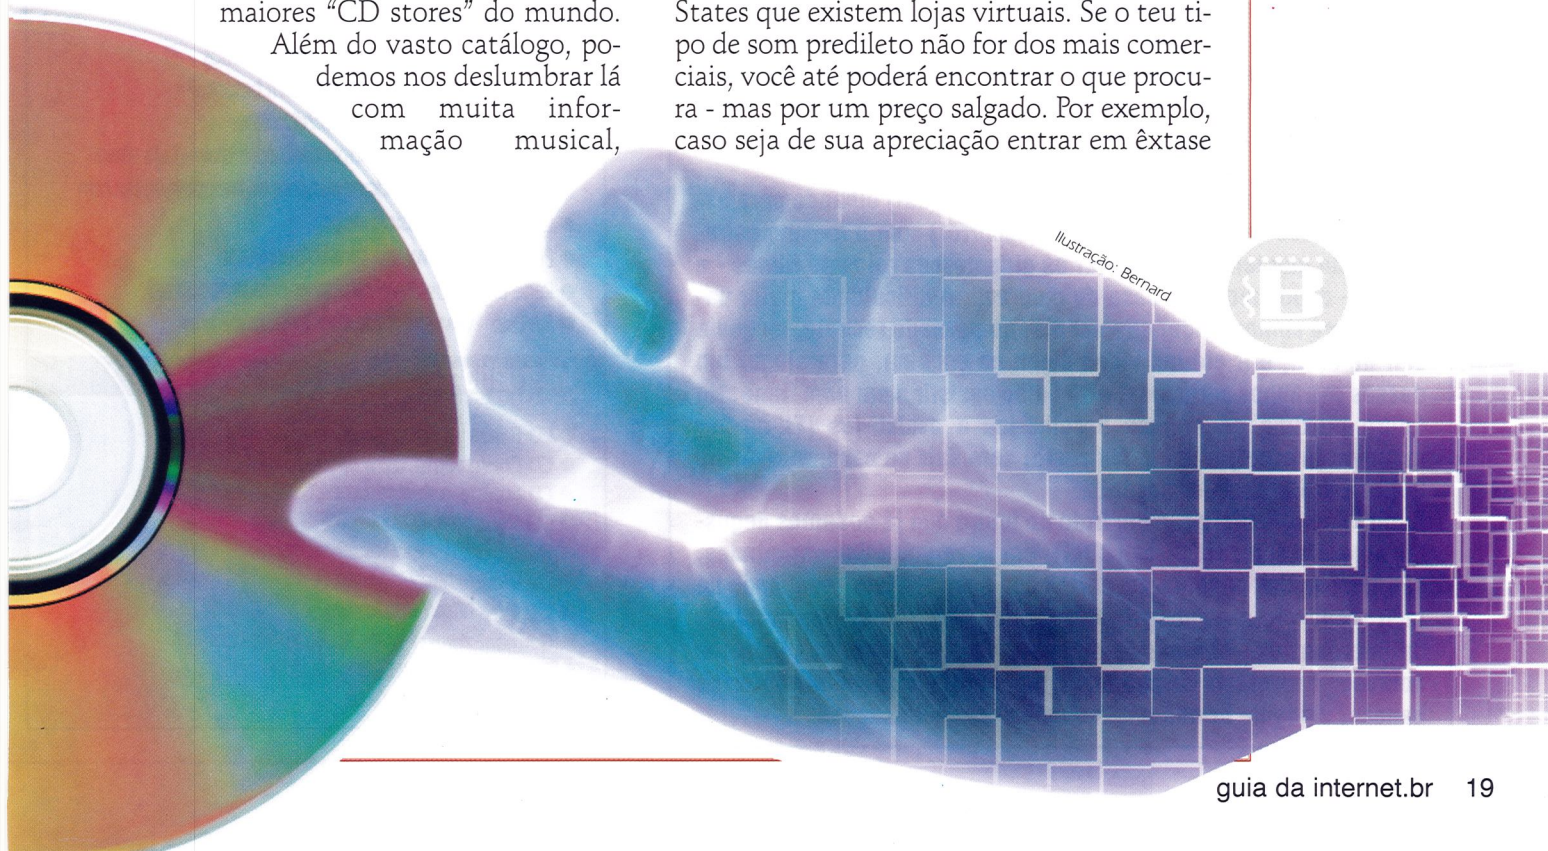 maiores “CD stores” do mundo.
Além do vasto catálogo, po-
demos nos deslumbrar lá
com muita infor-
mação musical,
States que existem lojas virtuais. Se o teu ti-
po de som predileto não for dos mais comer-
ciais, você até poderá encontrar o que procu-
ra - mas por um preço salgado. Por exemplo,
caso seja de sua apreciação entrar em êxtase
Ilustração: Bernard
B
guia da internet.br 19